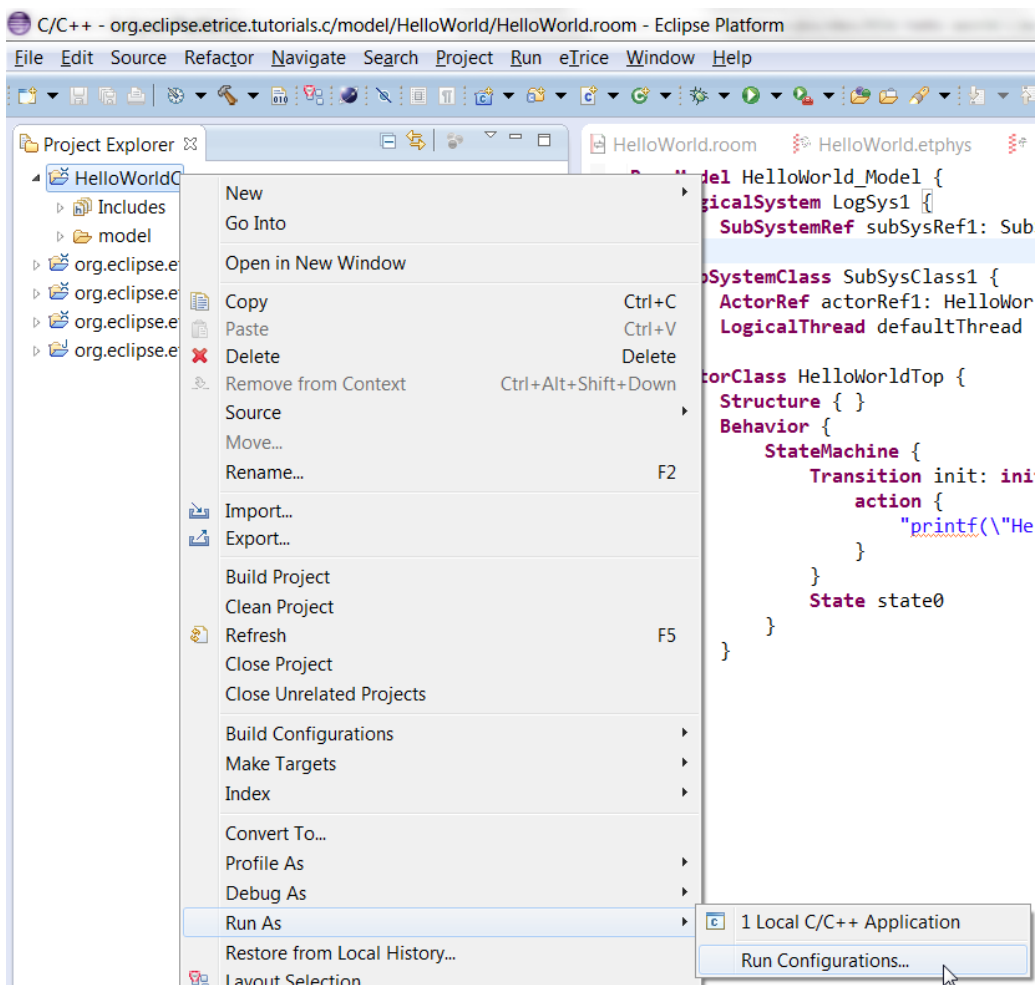 C/C++ - org.eclipse.etrice.tutorials.c/model/HelloWorld/HelloWorld.room - Eclipse Platform
File Edit Source Refactor Navigate Search Project Run eTrice Window Help
Project Explorer
HelloWorldC
Includes
model
org.eclipse.e
org.eclipse.e
org.eclipse.e
org.eclipse.e
New
Go Into
Open in New Window
Copy Ctrl+C
Paste Ctrl+V
Delete Delete
Remove from Context Ctrl+Alt+Shift+Down
Source
Move...
Rename... F2
Import...
Export...
Build Project
Clean Project
Refresh F5
Close Project
Close Unrelated Projects
Build Configurations
Make Targets
Index
Convert To...
Profile As
Debug As
Run As
Restore from Local History...
Layout Selection
1 Local C/C++ Application
Run Configurations...
HelloWorld.room HelloWorld.etphys
del HelloWorld_Model {
gicalSystem LogSys1 {
SubSystemRef subSysRef1: Sub
SystemClass SubSysClass1 {
ActorRef actorRef1: HelloWor
LogicalThread defaultThread
torClass HelloWorldTop {
Structure { }
Behavior {
StateMachine {
Transition init: ini
action {
"printf(\"He
}
}
State state0
}
}